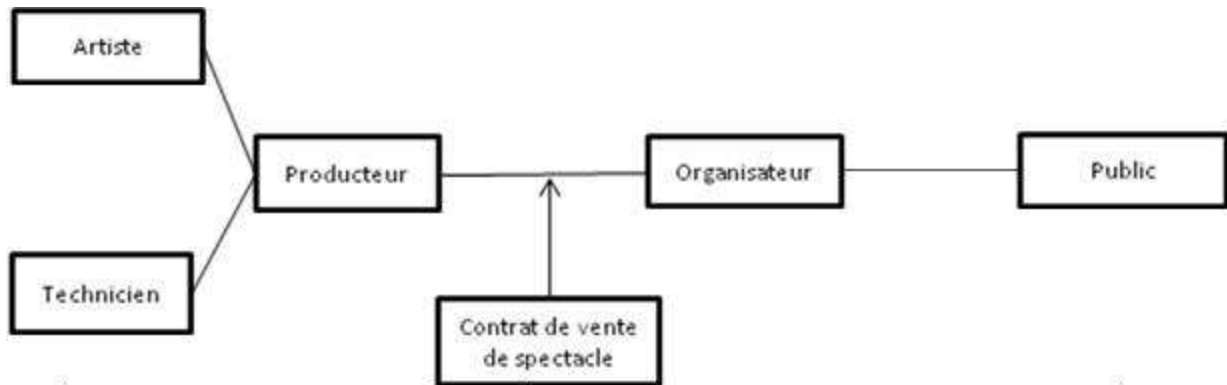 Artiste
Producteur
Organisateur
Public
Technicien
Contrat de vente
de spectacle